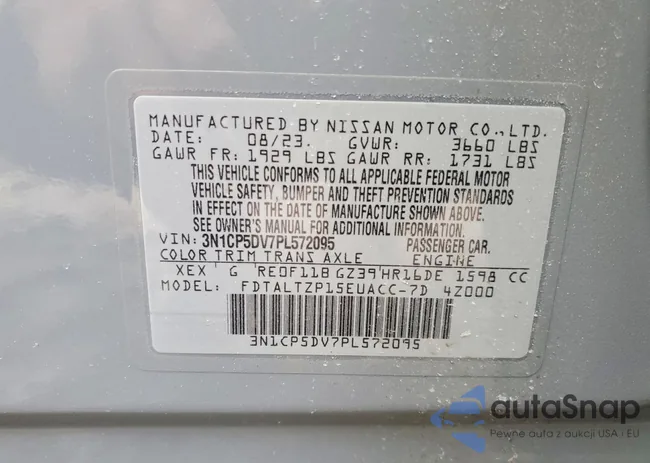 MANUFACTURED BY NISSAN MOTOR CO.,LTD.
DATE: 08/23. GVWR: 3660 LBS
GAWR FR: 1929 LBS GAWR RR: 1731 LBS
THIS VEHICLE CONFORMS TO ALL APPLICABLE FEDERAL MOTOR
VEHICLE SAFETY, BUMPER AND THEFT PREVENTION STANDARDS
IN EFFECT ON THE DATE OF MANUFACTURE SHOWN ABOVE.
SEE OWNER'S MANUAL FOR ADDITIONAL INFORMATION.
VIN: 3N1CP5DV7PL572095 PASSENGER CAR.
COLOR TRIM TRANS AXLE ENGINE
XEX G RE0F11B GZ39 HR16DE 1598 CC
MODEL: FDTALTZP15EUACC-7D 4Z000
3N1CP5DV7PL572095
autoSnap
Pewne auta z aukcji USA i EU